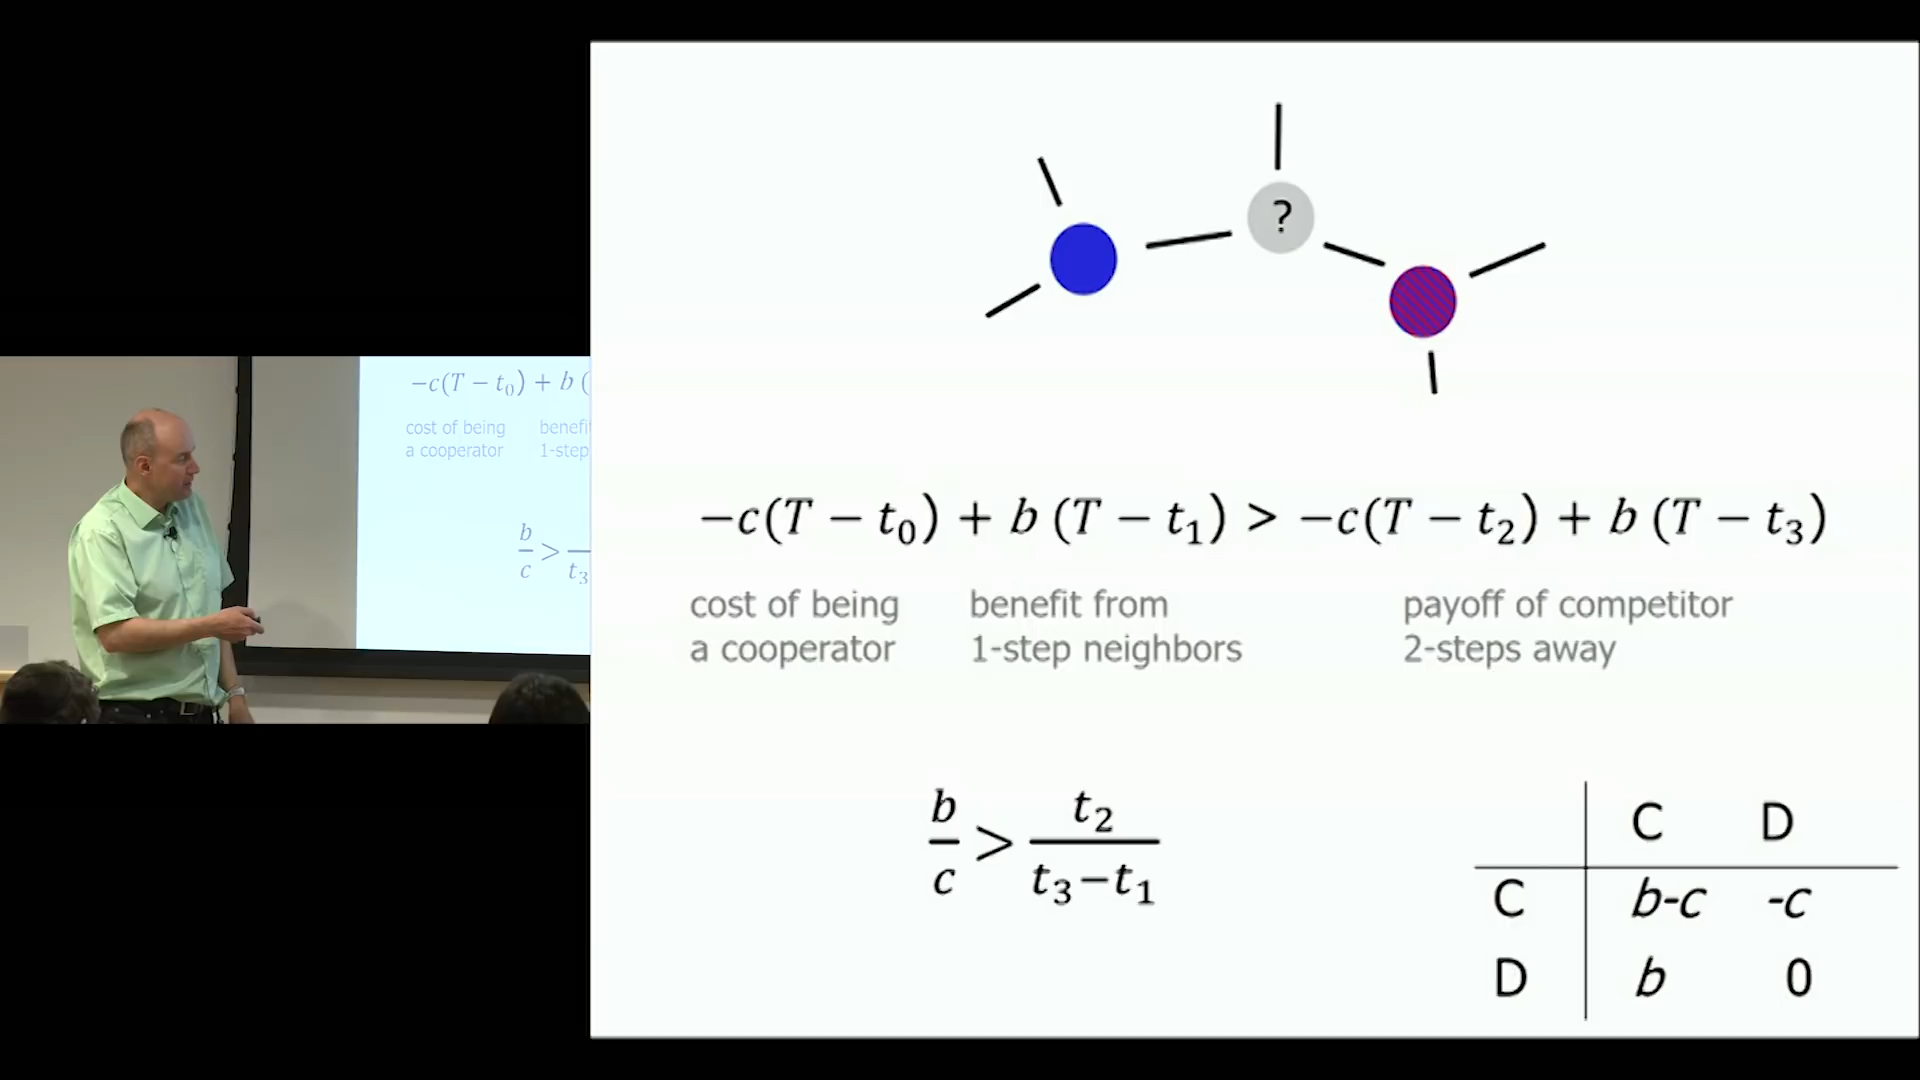 ?
−c(T − t₀) + b (T − t₁) > −c(T − t₂) + b (T − t₃)
cost of being
a cooperator
benefit from
1-step neighbors
payoff of competitor
2-steps away
b/c > t₂/(t₃−t₁)
C D
C b-c -c
D b 0
−c(T − t₀) + b (
cost of being
a cooperator
benefi
1-step
b/c >
t₃